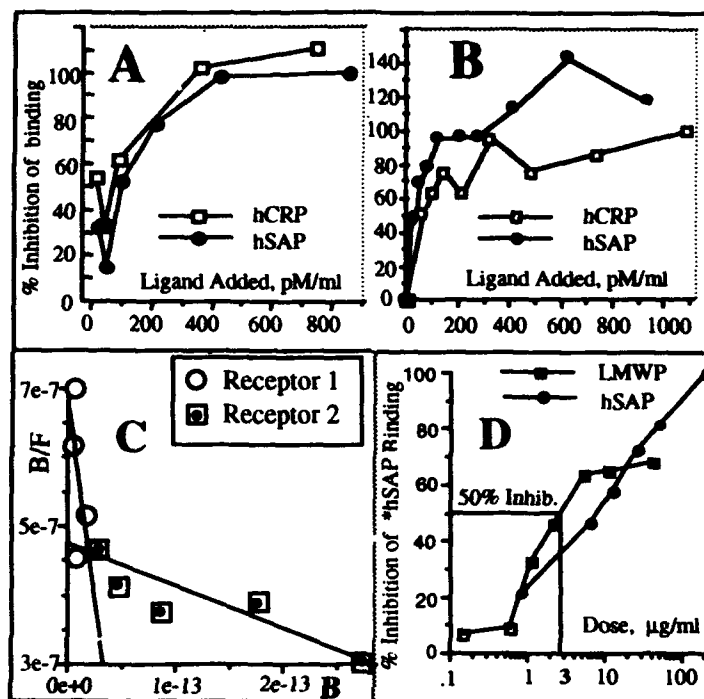 A
% Inhibition of binding
100
80
60
40
20
0
hCRP
hSAP
Ligand Added, pM/ml
0 200 400 600 800
B
140
120
100
80
60
40
20
0
hCRP
hSAP
Ligand Added, pM/ml
0 200 400 600 800 1000
C
B/F
7e-7
5e-7
3e-7
Receptor 1
Receptor 2
0e+0 1e-13 2e-13
B
D
% Inhibition of *hSAP Binding
100
80
60
40
20
0
LMWP
hSAP
50% Inhib.
Dose, µg/ml
.1 1 3 10 100